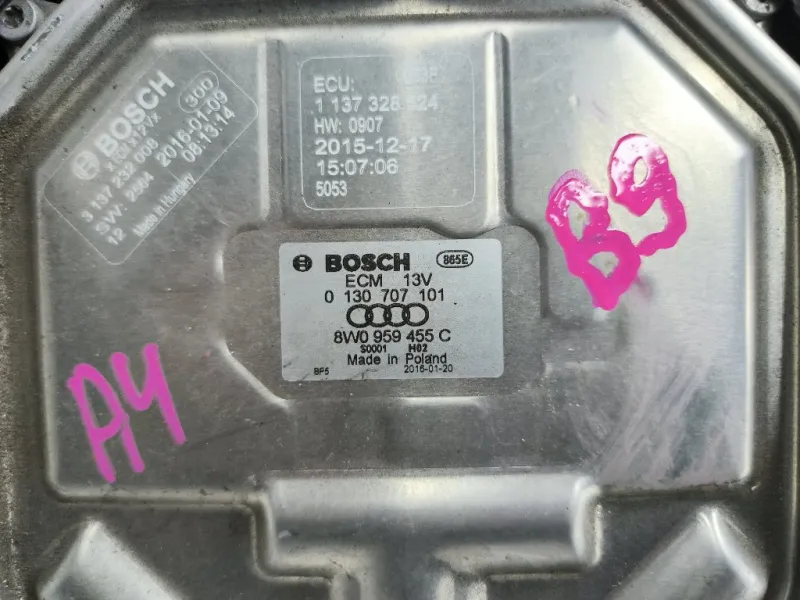 BOSCH
300
3 137 232 008
2016-01-09
SW: 2564
08:13:14
12
Made in Hungary
ECU:
1 137 328
HW: 0907
2015-12-17
15:07:06
5053
B9
BOSCH
865E
ECM 13V
0 130 707 101
8W0 959 455 C
S0001 H02
Made in Poland
BP5 2016-01-20
A4